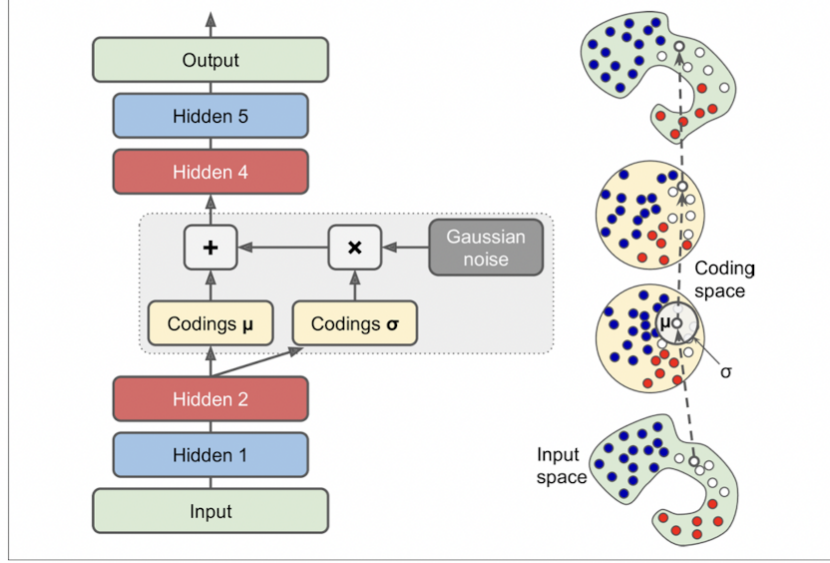 Output
Hidden 5
Hidden 4
+
×
Gaussian
noise
Codings μ
Codings σ
Hidden 2
Hidden 1
Input
Coding
space
μ
σ
Input
space